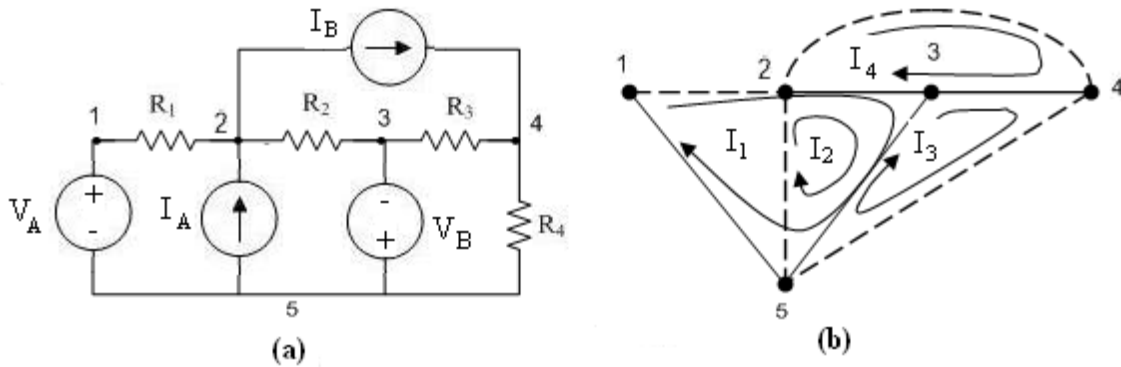 I_B
1
R_1
2
R_2
3
R_3
4
V_A
+
-
I_A
-
+
V_B
R_4
5
(a)
1
2
I_4
3
4
I_1
I_2
I_3
5
(b)